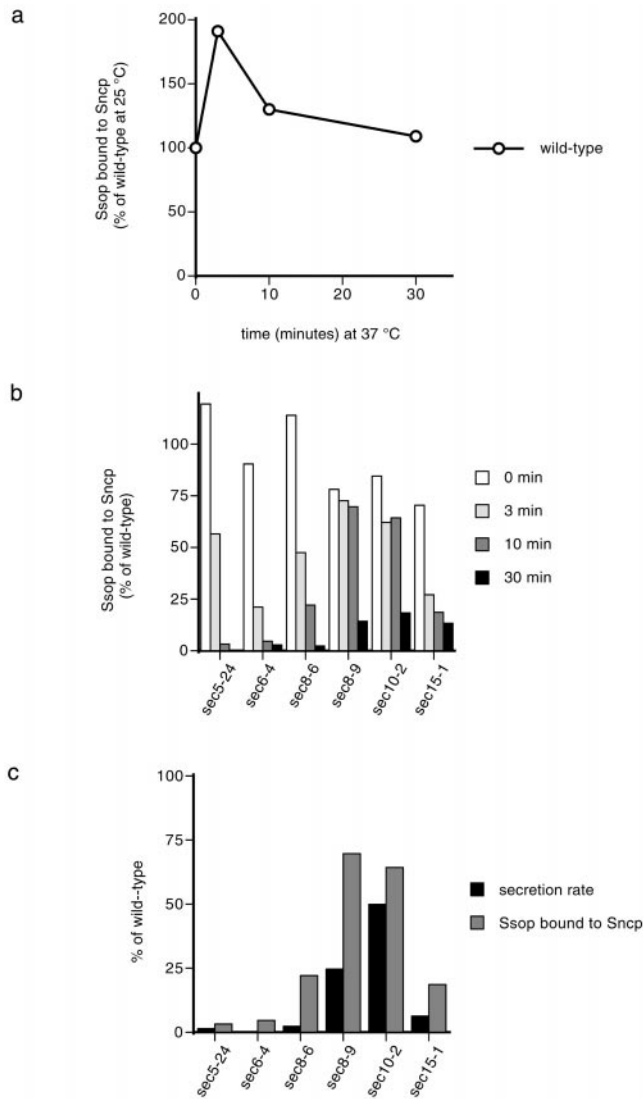 a
Ssop bound to Sncp
(% of wild-type at 25 °C)
200
150
100
50
0
0 10 20 30
time (minutes) at 37 °C
wild-type
b
Ssop bound to Sncp
(% of wild-type)
100
75
50
25
0
sec5-24 sec6-4 sec8-6 sec8-9 sec10-2 sec15-1
0 min
3 min
10 min
30 min
c
% of wild--type
100
75
50
25
0
sec5-24 sec6-4 sec8-6 sec8-9 sec10-2 sec15-1
secretion rate
Ssop bound to Sncp